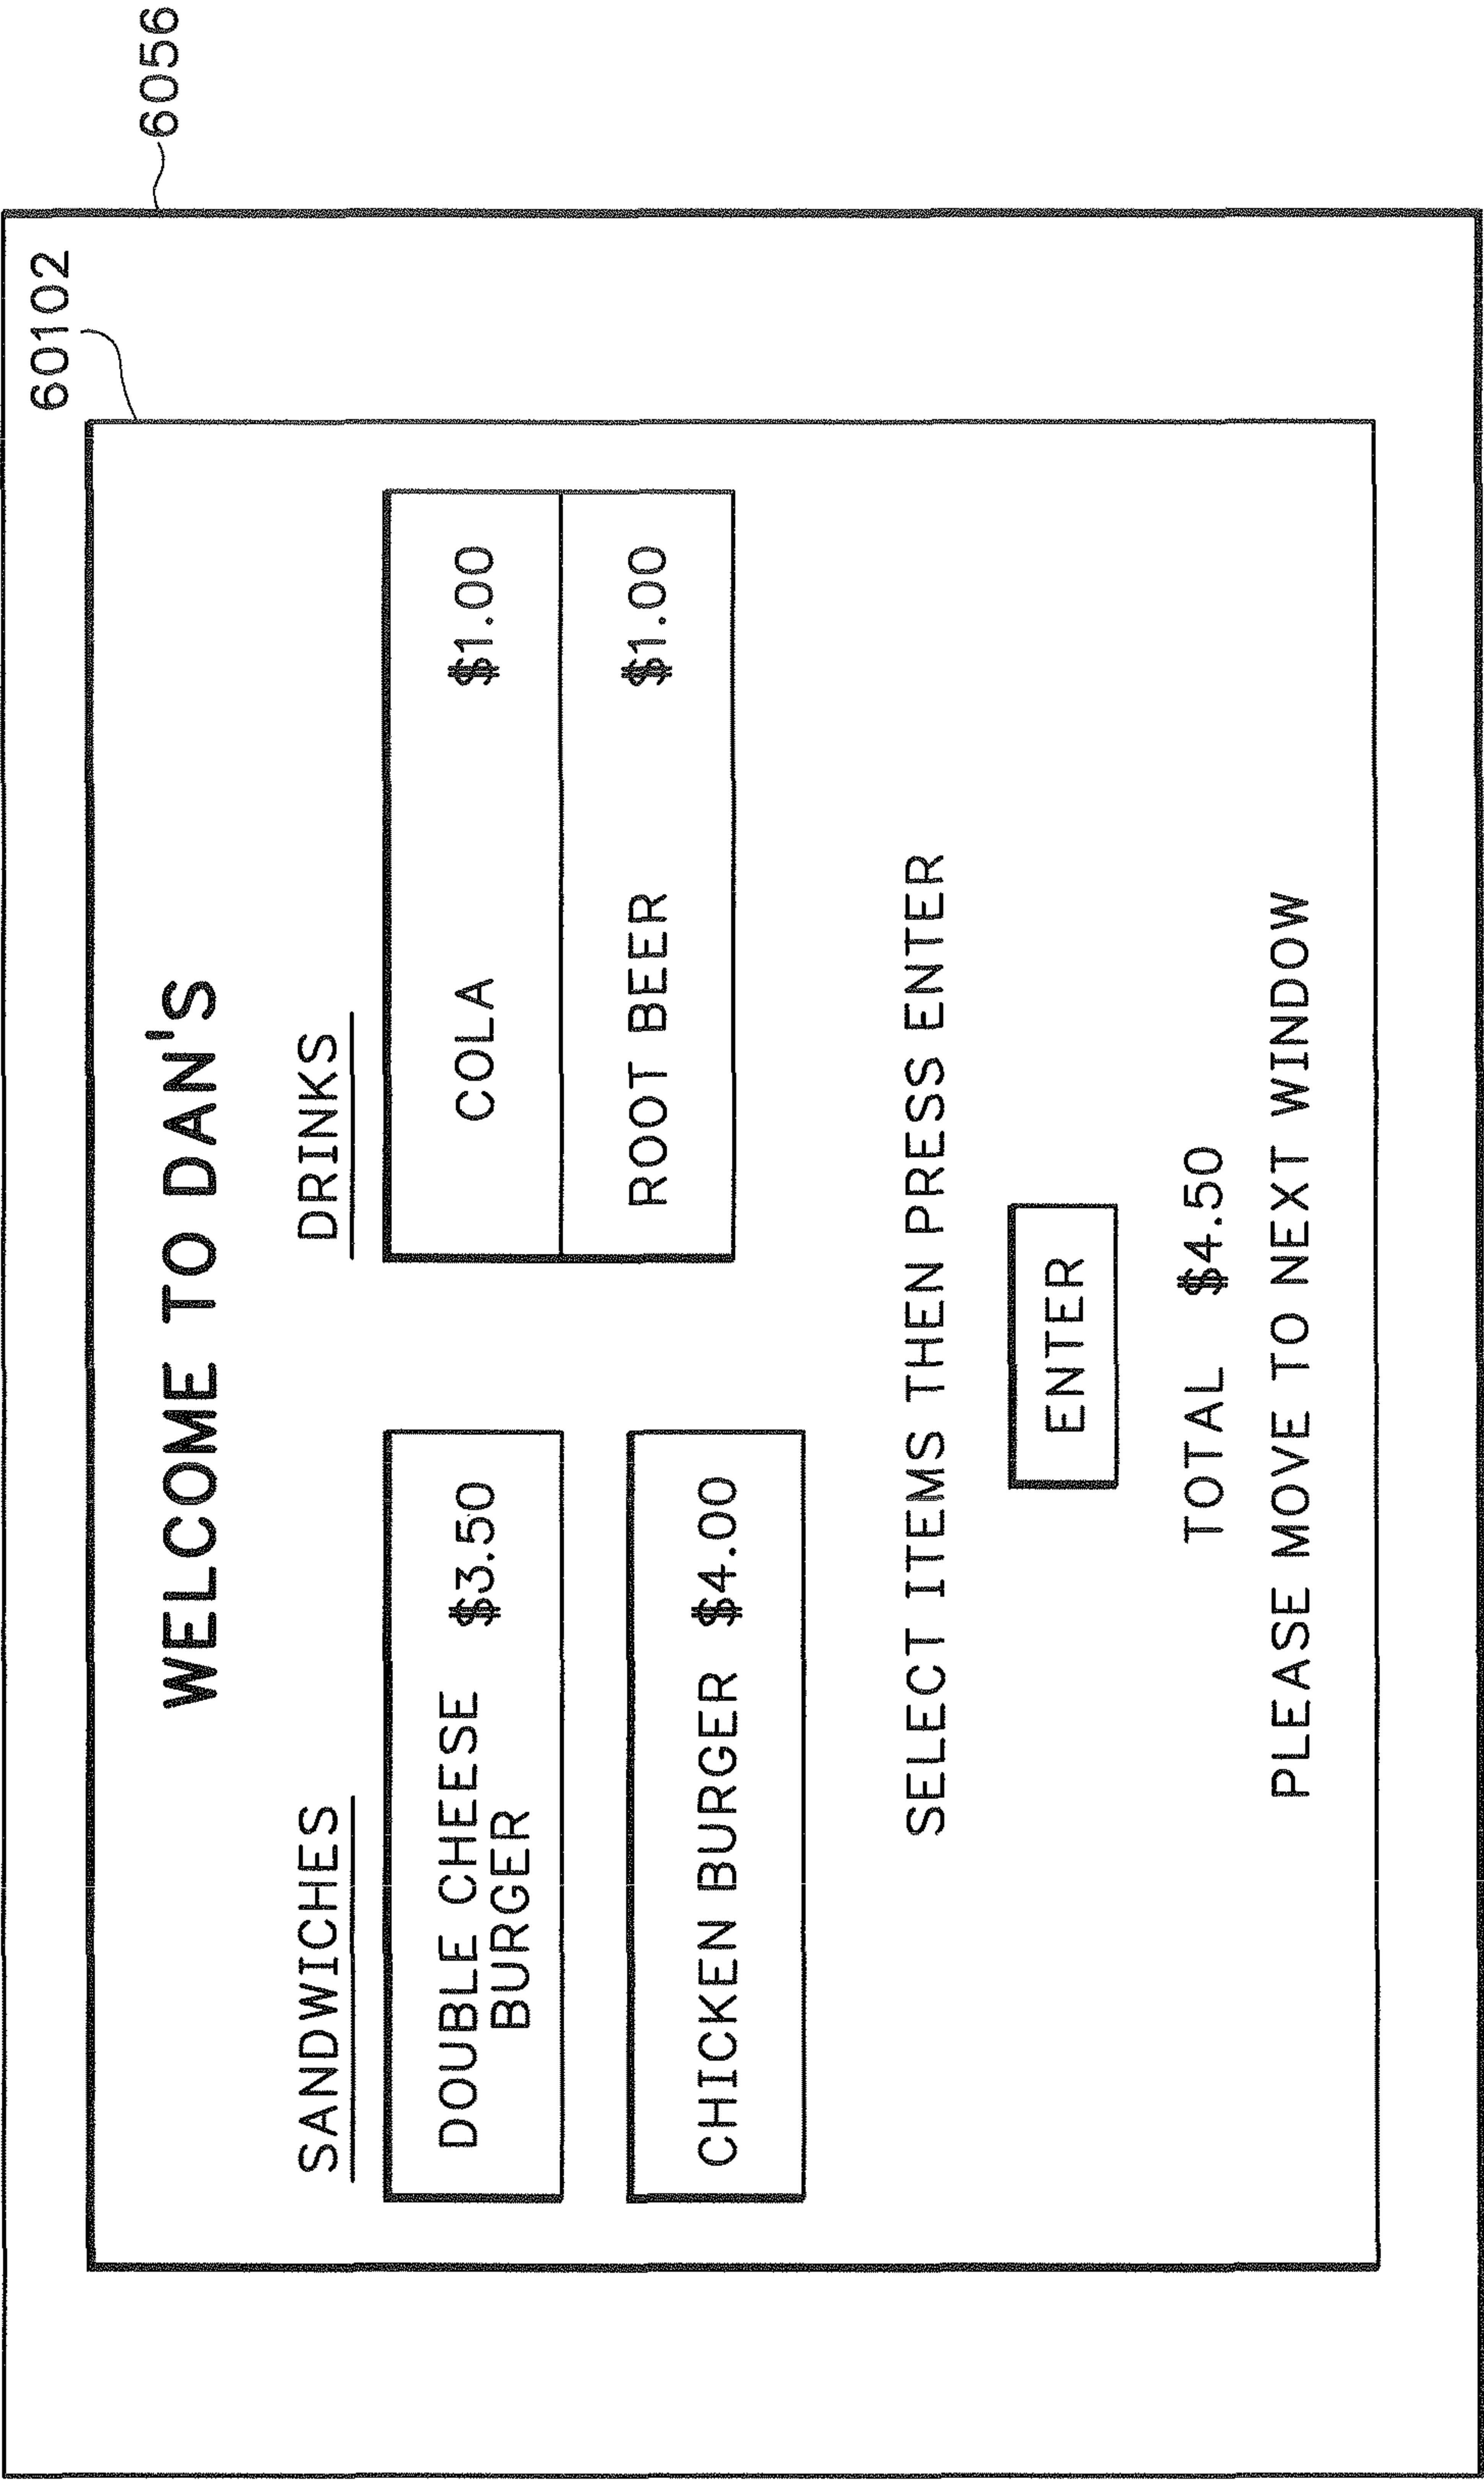 6056
60102
WELCOME TO DAN'S
SANDWICHES
DOUBLE CHEESE $3.50
BURGER
CHICKEN BURGER $4.00
DRINKS
COLA $1.00
ROOT BEER $1.00
SELECT ITEMS THEN PRESS ENTER
ENTER
TOTAL $4.50
PLEASE MOVE TO NEXT WINDOW